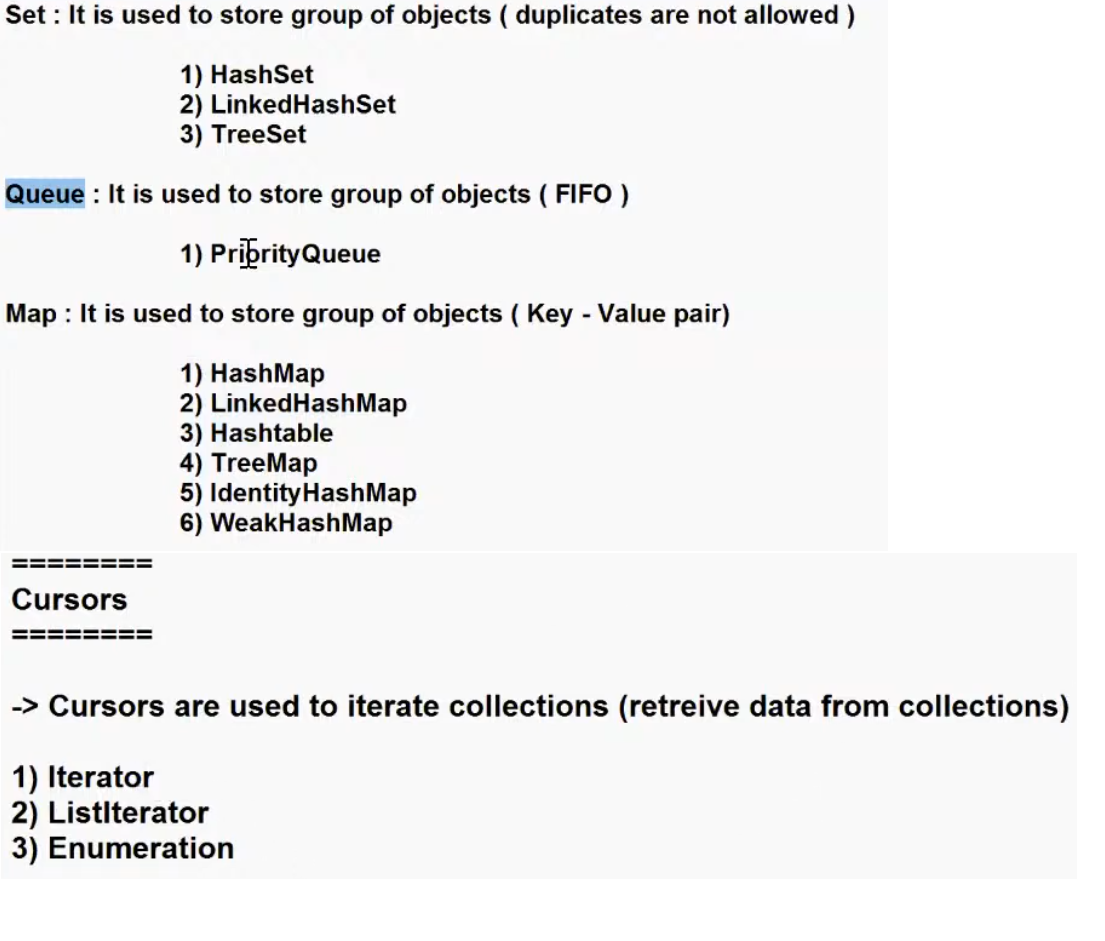 Set : It is used to store group of objects ( duplicates are not allowed )
1) HashSet
2) LinkedHashSet
3) TreeSet
Queue : It is used to store group of objects ( FIFO )
1) PriorityQueue
Map : It is used to store group of objects ( Key - Value pair)
1) HashMap
2) LinkedHashMap
3) Hashtable
4) TreeMap
5) IdentityHashMap
6) WeakHashMap
========
Cursors
========
-> Cursors are used to iterate collections (retreive data from collections)
1) Iterator
2) ListIterator
3) Enumeration